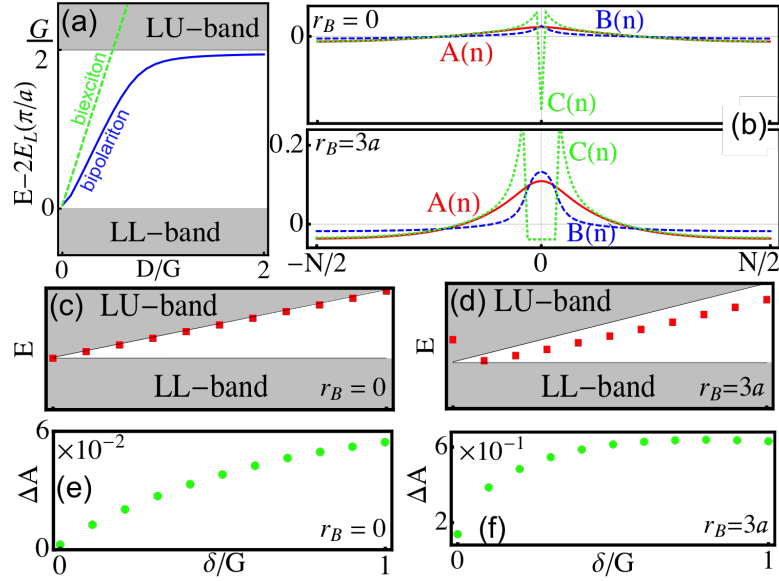 (a)
LU-band
G
2
biexciton
bipolariton
E-2E_L(π/a)
0
LL-band
0
D/G
2
(b)
r_B = 0
0
A(n)
B(n)
C(n)
r_B=3a
0.2
0
A(n)
C(n)
B(n)
-N/2
0
N/2
(c)
LU-band
E
LL-band
r_B = 0
(d)
LU-band
E
LL-band
r_B=3a
6
×10^-2
ΔA
(e)
0
r_B = 0
0
δ/G
1
6
×10^-1
ΔA
2
(f)
r_B=3a
0
δ/G
1